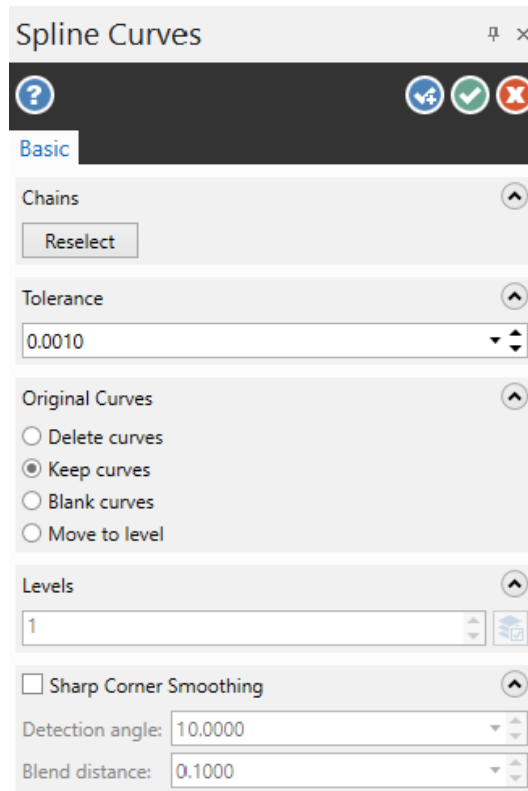 Spline Curves
Basic
Chains
Reselect
Tolerance
0.0010
Original Curves
Delete curves
Keep curves
Blank curves
Move to level
Levels
1
Sharp Corner Smoothing
Detection angle: 10.0000
Blend distance: 0.1000